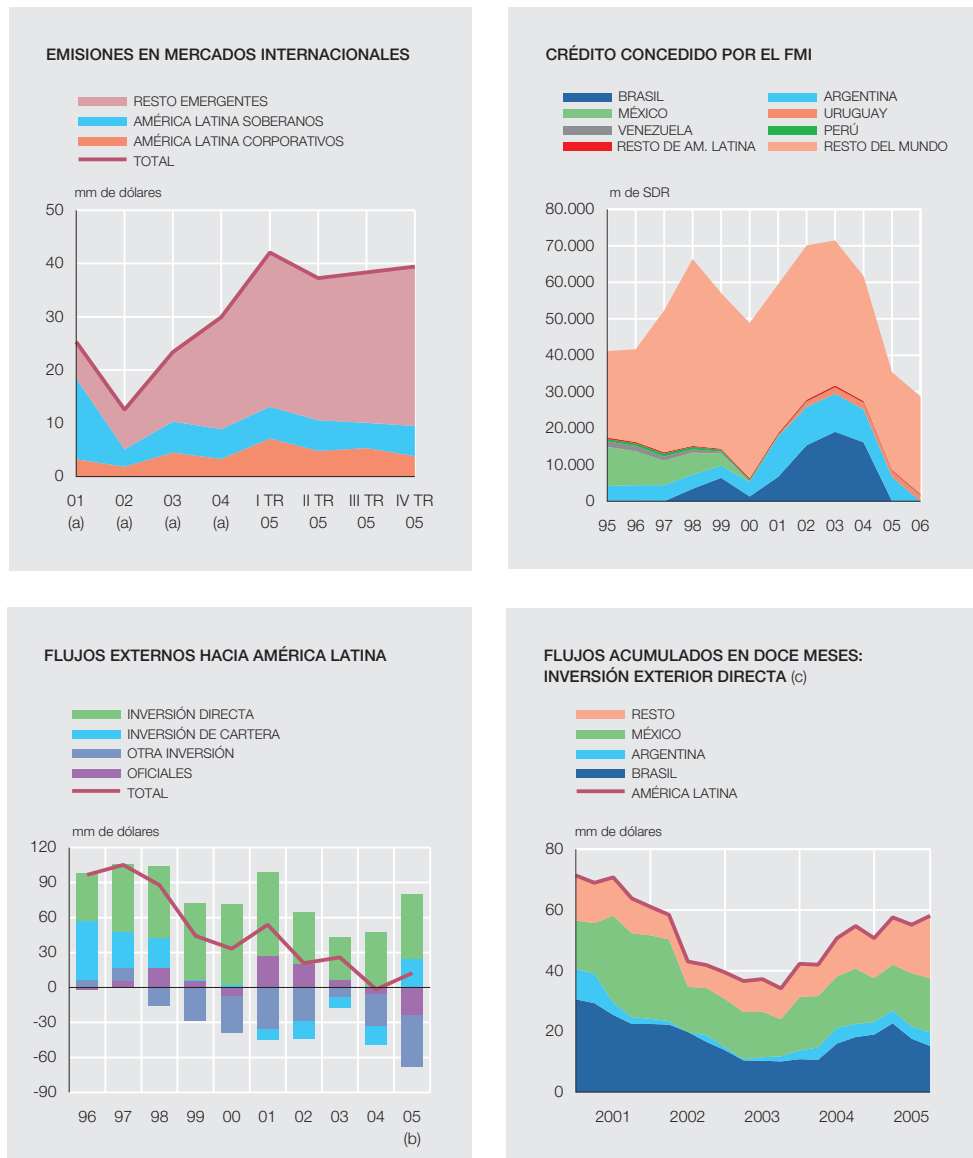 EMISIONES EN MERCADOS INTERNACIONALES
RESTO EMERGENTES
AMÉRICA LATINA SOBERANOS
AMÉRICA LATINA CORPORATIVOS
TOTAL
mm de dólares
50
40
30
20
10
0
01 02 03 04 I TR II TR III TR IV TR
(a) (a) (a) (a) 05 05 05 05
CRÉDITO CONCEDIDO POR EL FMI
BRASIL ARGENTINA
MÉXICO URUGUAY
VENEZUELA PERÚ
RESTO DE AM. LATINA RESTO DEL MUNDO
m de SDR
80.000
70.000
60.000
50.000
40.000
30.000
20.000
10.000
0
95 96 97 98 99 00 01 02 03 04 05 06
FLUJOS EXTERNOS HACIA AMÉRICA LATINA
INVERSIÓN DIRECTA
INVERSIÓN DE CARTERA
OTRA INVERSIÓN
OFICIALES
TOTAL
mm de dólares
120
90
60
30
0
-30
-60
-90
96 97 98 99 00 01 02 03 04 05
(b)
FLUJOS ACUMULADOS EN DOCE MESES:
INVERSIÓN EXTERIOR DIRECTA (c)
RESTO
MÉXICO
ARGENTINA
BRASIL
AMÉRICA LATINA
mm de dólares
80
60
40
20
0
2001 2002 2003 2004 2005